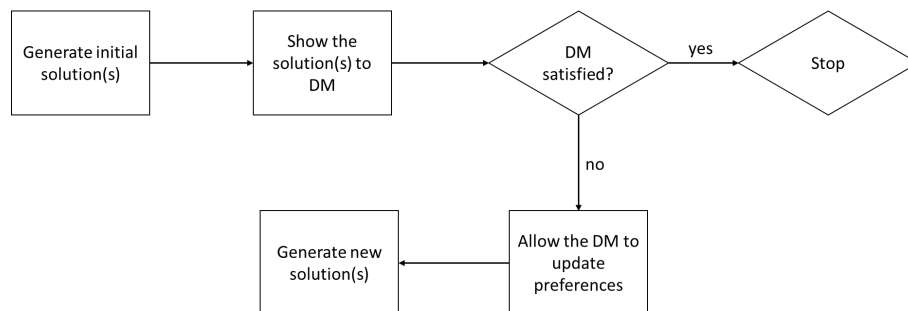 Generate initial
solution(s)
Show the
solution(s) to
DM
DM
satisfied?
yes
Stop
no
Generate new
solution(s)
Allow the DM to
update
preferences